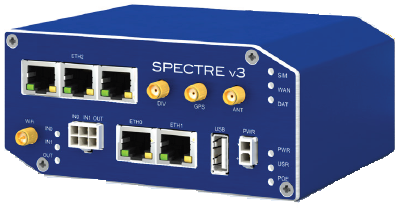 SPECTRE v3
ETH2
DIV
GPS
ANT
SIM
WAN
DAT
WiFi
IN0
IN1
OUT
IN0 IN1 OUT
ETH0
ETH1
USB
PWR
PWR
USR
POE